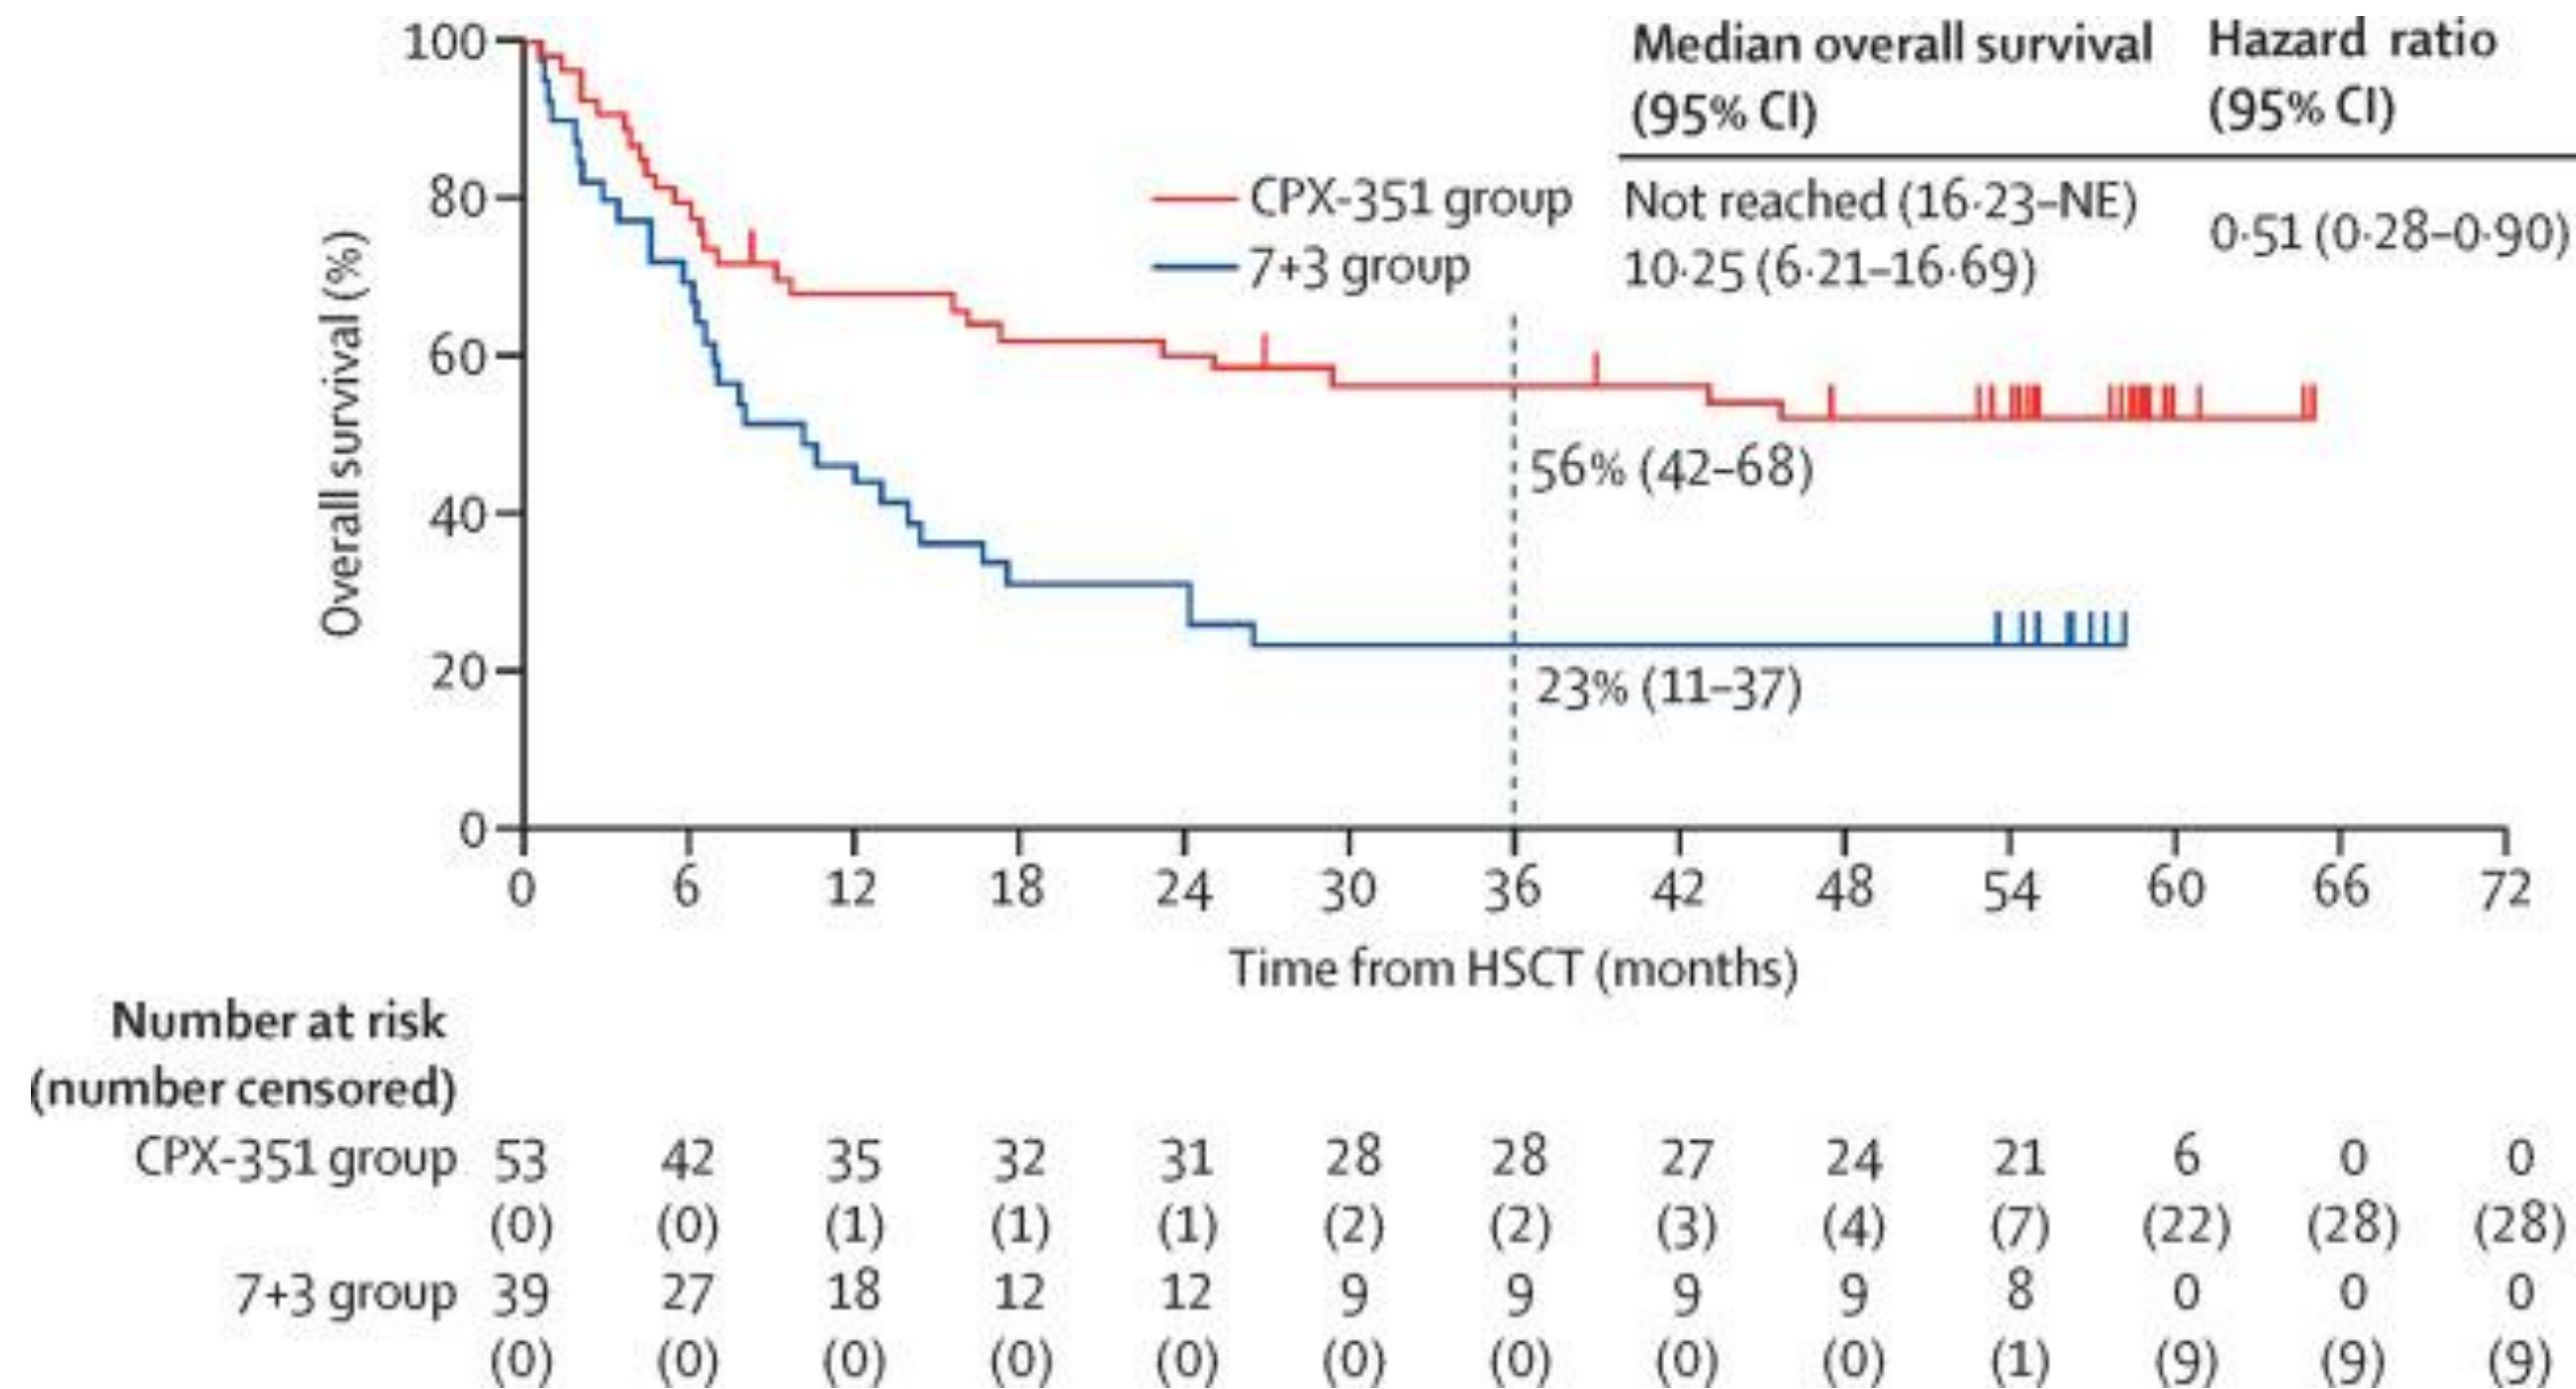 Median overall survival (95% CI)
Hazard ratio (95% CI)
CPX-351 group
Not reached (16·23–NE)
7+3 group
10·25 (6·21–16·69)
0·51 (0·28–0·90)
Overall survival (%)
100
80
60
40
20
0
56% (42–68)
23% (11–37)
0 6 12 18 24 30 36 42 48 54 60 66 72
Time from HSCT (months)
Number at risk
(number censored)
CPX-351 group 53 42 35 32 31 28 28 27 24 21 6 0 0
(0) (0) (1) (1) (1) (2) (2) (3) (4) (7) (22) (28) (28)
7+3 group 39 27 18 12 12 9 9 9 9 8 0 0 0
(0) (0) (0) (0) (0) (0) (0) (0) (0) (1) (9) (9) (9)